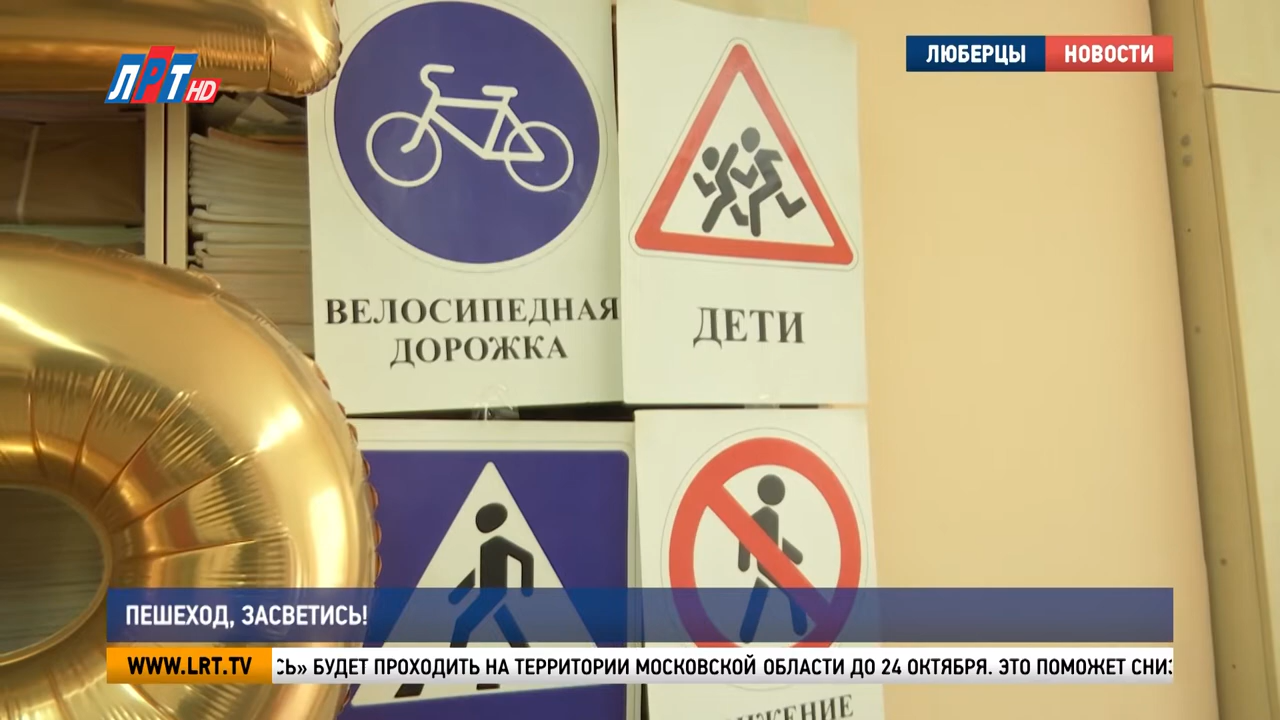 ЛРТ HD
ЛЮБЕРЦЫ НОВОСТИ
ВЕЛОСИПЕДНАЯ
ДОРОЖКА
ДЕТИ
ПЕШЕХОД, ЗАСВЕТИСЬ!
WWW.LRT.TV
СЬ» БУДЕТ ПРОХОДИТЬ НА ТЕРРИТОРИИ МОСКОВСКОЙ ОБЛАСТИ ДО 24 ОКТЯБРЯ. ЭТО ПОМОЖЕТ